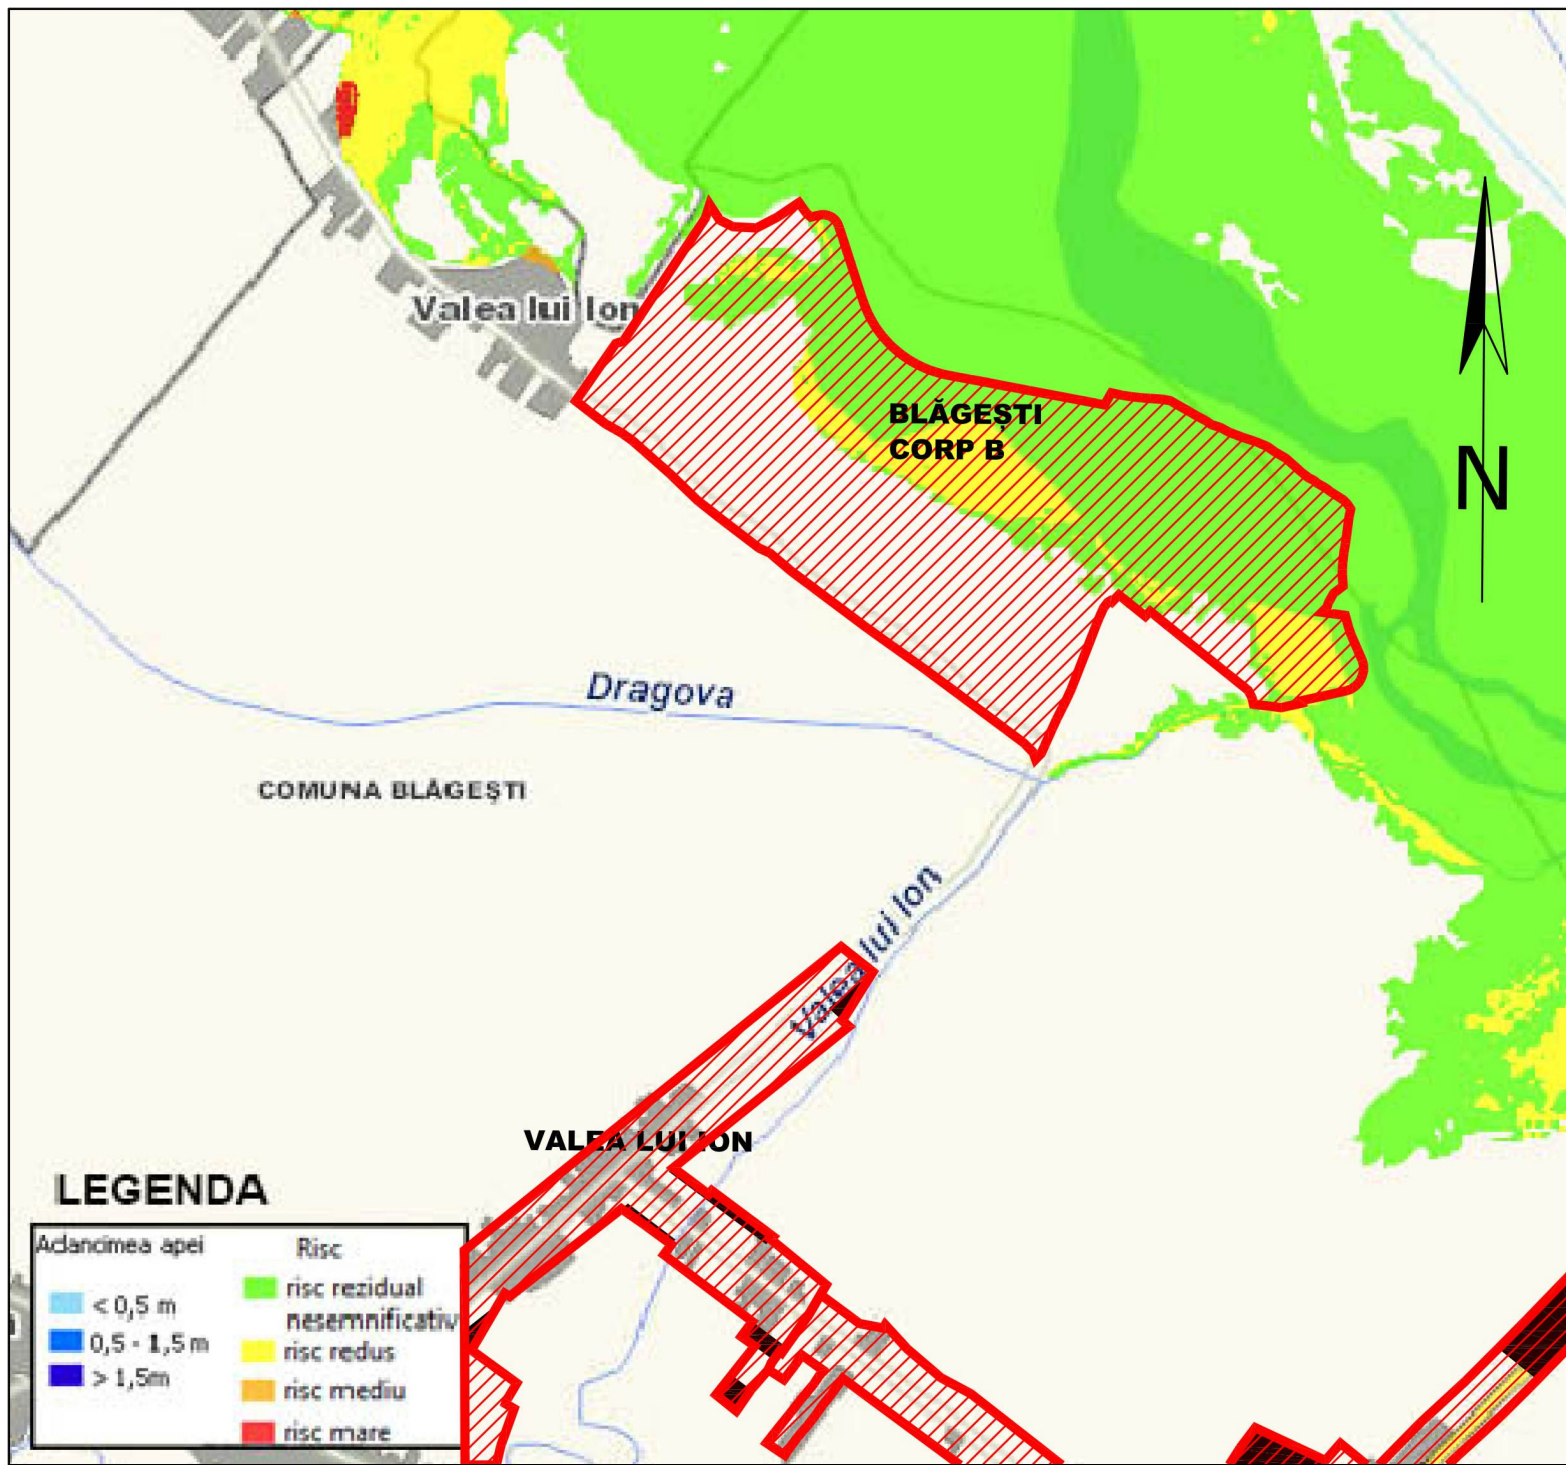 Valea lui Ion
BLĂGEȘTI
CORP B
N
Dragova
COMUNA BLĂGEȘTI
Valea lui Ion
VALEA LUI ION
LEGENDA
Adancimea apei
< 0,5 m
0,5 - 1,5 m
> 1,5m
Risc
risc rezidual
nesemnificativ
risc redus
risc mediu
risc mare